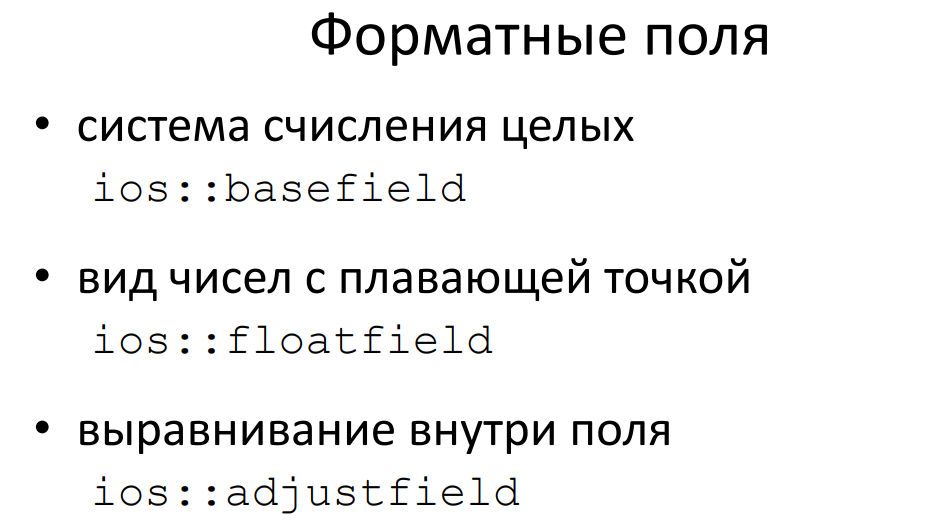 Форматные поля
• система счисления целых
ios::basefield
• вид чисел с плавающей точкой
ios::floatfield
• выравнивание внутри поля
ios::adjustfield